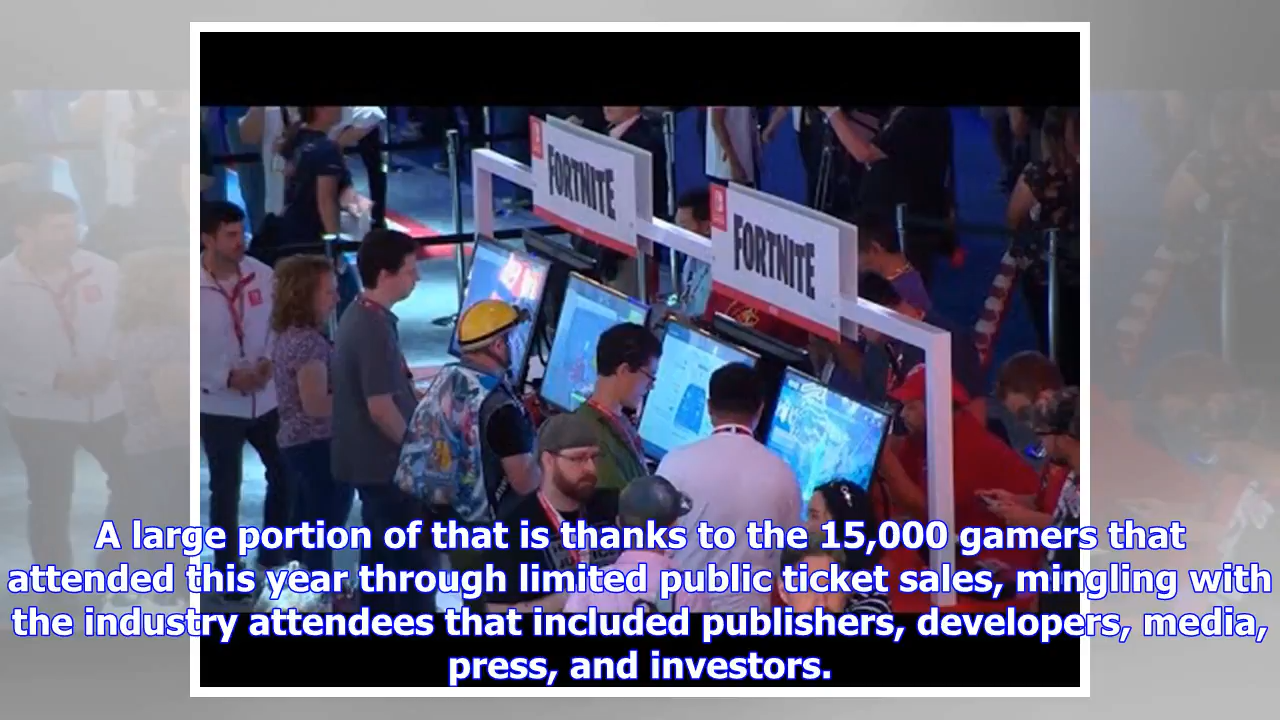 FORTNITE
FORTNITE
A large portion of that is thanks to the 15,000 gamers that
attended this year through limited public ticket sales, mingling with
the industry attendees that included publishers, developers, media,
press, and investors.